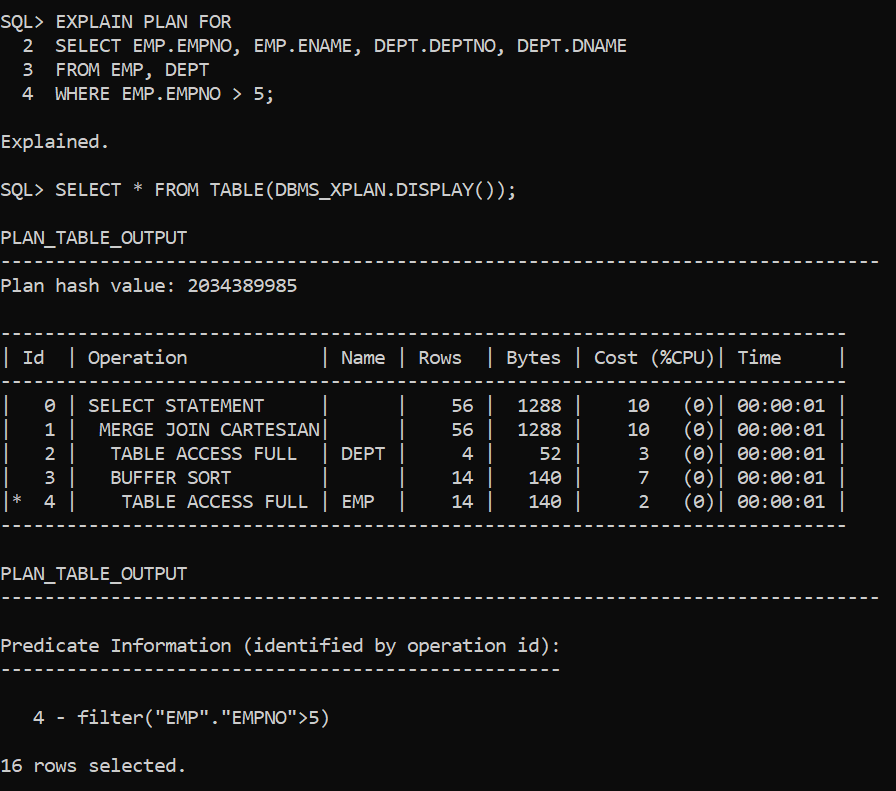 SQL> EXPLAIN PLAN FOR
  2  SELECT EMP.EMPNO, EMP.ENAME, DEPT.DEPTNO, DEPT.DNAME
  3  FROM EMP, DEPT
  4  WHERE EMP.EMPNO > 5;
Explained.
SQL> SELECT * FROM TABLE(DBMS_XPLAN.DISPLAY());
PLAN_TABLE_OUTPUT
--------------------------------------------------------------------------------
Plan hash value: 2034389985
-----------------------------------------------------------------------------
| Id  | Operation            | Name | Rows  | Bytes | Cost (%CPU)| Time     |
-----------------------------------------------------------------------------
|   0 | SELECT STATEMENT     |      |    56 |  1288 |    10   (0)| 00:00:01 |
|   1 |  MERGE JOIN CARTESIAN|      |    56 |  1288 |    10   (0)| 00:00:01 |
|   2 |   TABLE ACCESS FULL  | DEPT |     4 |    52 |     3   (0)| 00:00:01 |
|   3 |   BUFFER SORT        |      |    14 |   140 |     7   (0)| 00:00:01 |
|*  4 |    TABLE ACCESS FULL | EMP  |    14 |   140 |     2   (0)| 00:00:01 |
-----------------------------------------------------------------------------
PLAN_TABLE_OUTPUT
--------------------------------------------------------------------------------
Predicate Information (identified by operation id):
---------------------------------------------------
   4 - filter("EMP"."EMPNO">5)
16 rows selected.